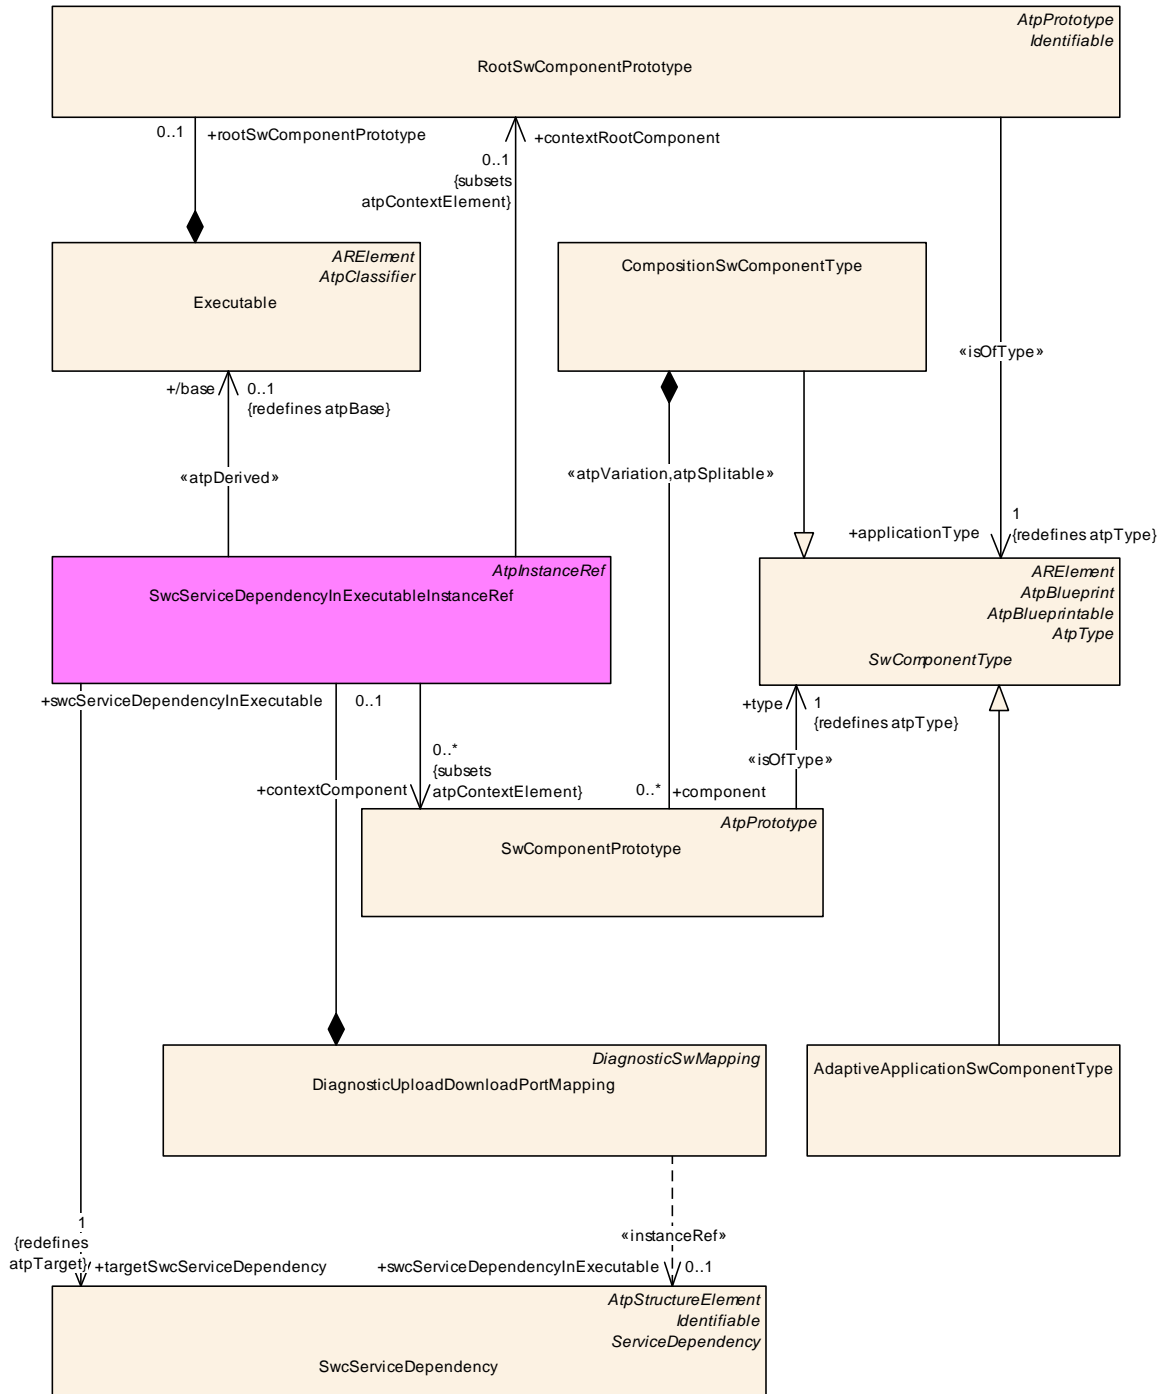 AtpPrototype
Identifiable
RootSwComponentPrototype
0..1
+rootSwComponentPrototype
+contextRootComponent
0..1
{subsets
atpContextElement}
ARElement
AtpClassifier
Executable
CompositionSwComponentType
«isOfType»
+/base
0..1
{redefines atpBase}
«atpDerived»
«atpVariation,atpSplitable»
+applicationType
1
{redefines atpType}
AtpInstanceRef
SwcServiceDependencyInExecutableInstanceRef
ARElement
AtpBlueprint
AtpBlueprintable
AtpType
SwComponentType
+swcServiceDependencyInExecutable
0..1
+type
1
{redefines atpType}
0..*
{subsets
atpContextElement}
«isOfType»
+contextComponent
0..*
+component
AtpPrototype
SwComponentPrototype
DiagnosticSwMapping
DiagnosticUploadDownloadPortMapping
AdaptiveApplicationSwComponentType
1
{redefines
atpTarget}
+targetSwcServiceDependency
«instanceRef»
+swcServiceDependencyInExecutable
0..1
AtpStructureElement
Identifiable
ServiceDependency
SwcServiceDependency